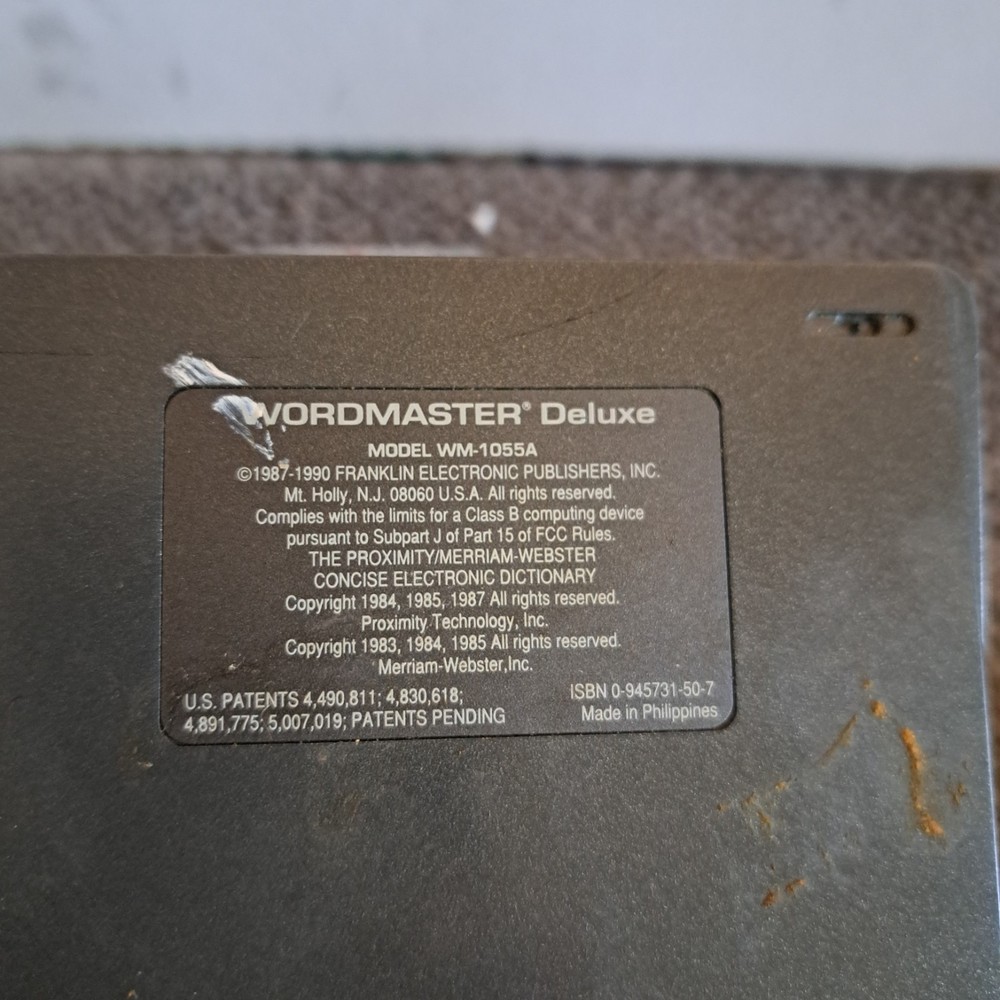 WORDMASTER® Deluxe
MODEL WM-1055A
©1987-1990 FRANKLIN ELECTRONIC PUBLISHERS, INC.
Mt. Holly, N.J. 08060 U.S.A. All rights reserved.
Complies with the limits for a Class B computing device
pursuant to Subpart J of Part 15 of FCC Rules.
THE PROXIMITY/MERRIAM-WEBSTER
CONCISE ELECTRONIC DICTIONARY
Copyright 1984, 1985, 1987 All rights reserved.
Proximity Technology, Inc.
Copyright 1983, 1984, 1985 All rights reserved.
Merriam-Webster,Inc.
U.S. PATENTS 4,490,811; 4,830,618;
4,891,775; 5,007,019; PATENTS PENDING
ISBN 0-945731-50-7
Made in Philippines